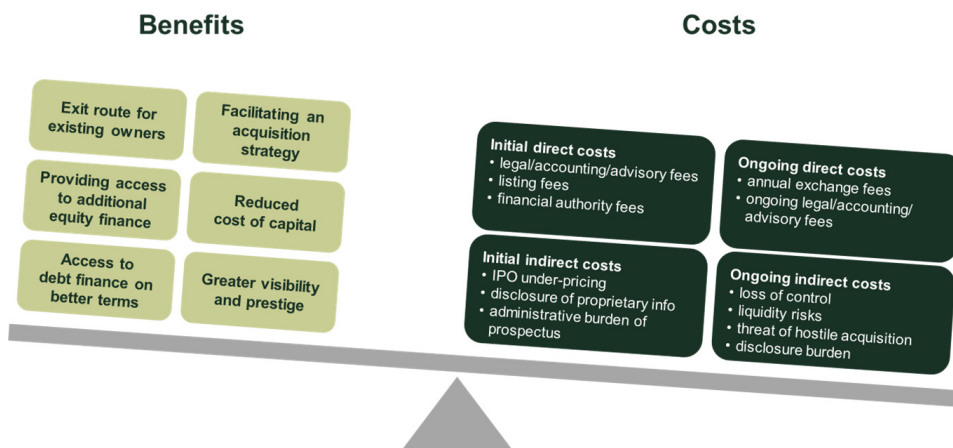 Benefits
Costs
Exit route for
existing owners
Facilitating an
acquisition
strategy
Providing access
to additional
equity finance
Reduced
cost of capital
Access to
debt finance on
better terms
Greater visibility
and prestige
Initial direct costs
• legal/accounting/advisory fees
• listing fees
• financial authority fees
Ongoing direct costs
• annual exchange fees
• ongoing legal/accounting/
advisory fees
Initial indirect costs
• IPO under-pricing
• disclosure of proprietary info
• administrative burden of
prospectus
Ongoing indirect costs
• loss of control
• liquidity risks
• threat of hostile acquisition
• disclosure burden